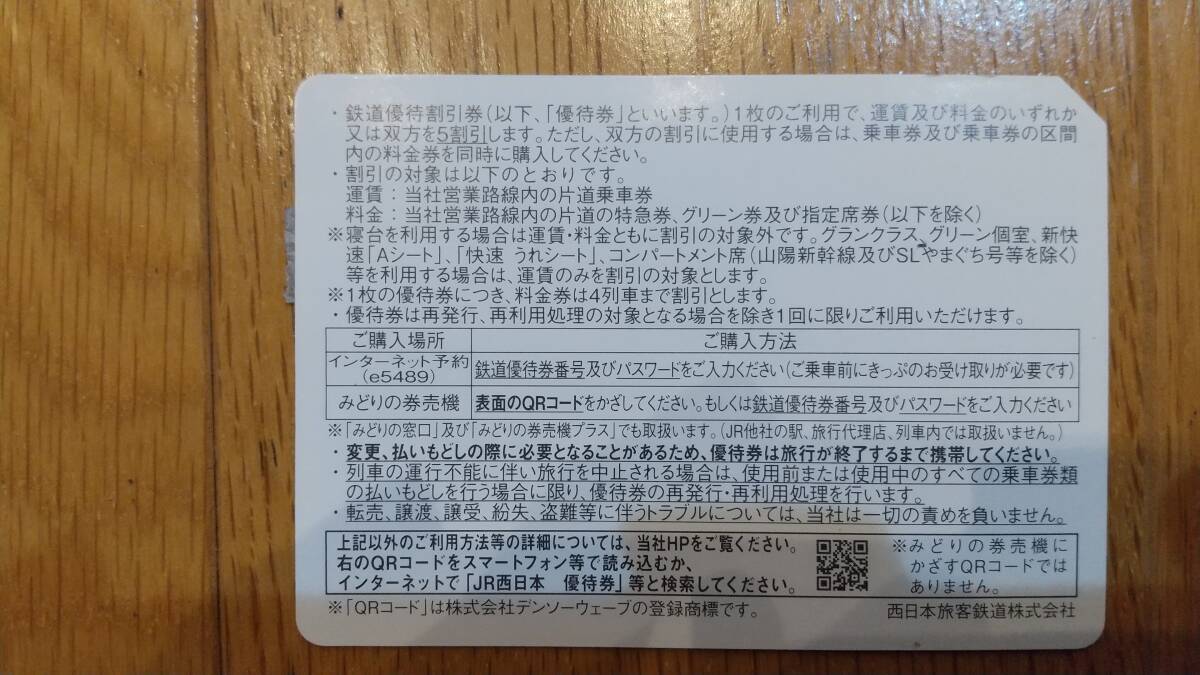 ・鉄道優待割引券(以下、「優待券」といいます。)1枚のご利用で、運賃及び料金のいずれか
又は双方を5割引します。ただし、双方の割引に使用する場合は、乗車券及び乗車券の区間
内の料金券を同時に購入してください。
・割引の対象は以下のとおりです。
運賃：当社営業路線内の片道乗車券
料金：当社営業路線内の片道の特急券、グリーン券及び指定席券(以下を除く)
※寝台を利用する場合は運賃・料金ともに割引の対象外です。グランクラス、グリーン個室、新快
速「Aシート」、「快速 うれシート」、コンパートメント席(山陽新幹線及びSLやまぐち号等を除く)
等を利用する場合は、運賃のみを割引の対象とします。
※1枚の優待券につき、料金券は4列車まで割引とします。
・優待券は再発行、再利用処理の対象となる場合を除き1回に限りご利用いただけます。
ご購入場所 ご購入方法
インターネット予約
(e5489) 鉄道優待券番号及びパスワードをご入力ください(ご乗車前にきっぷのお受け取りが必要です)
みどりの券売機 表面のQRコードをかざしてください。もしくは鉄道優待券番号及びパスワードをご入力ください
※「みどりの窓口」及び「みどりの券売機プラス」でも取扱います。(JR他社の駅、旅行代理店、列車内では取扱いません。)
・変更、払いもどしの際に必要となることがあるため、優待券は旅行が終了するまで携帯してください。
・列車の運行不能に伴い旅行を中止される場合は、使用前または使用中のすべての乗車券類
の払いもどしを行う場合に限り、優待券の再発行・再利用処理を行います。
・転売、譲渡、譲受、紛失、盗難等に伴うトラブルについては、当社は一切の責めを負いません。
上記以外のご利用方法等の詳細については、当社HPをご覧ください。
右のQRコードをスマートフォン等で読み込むか、
インターネットで「JR西日本 優待券」等と検索してください。
※みどりの券売機に
かざすQRコードでは
ありません。
※「QRコード」は株式会社デンソーウェーブの登録商標です。
西日本旅客鉄道株式会社